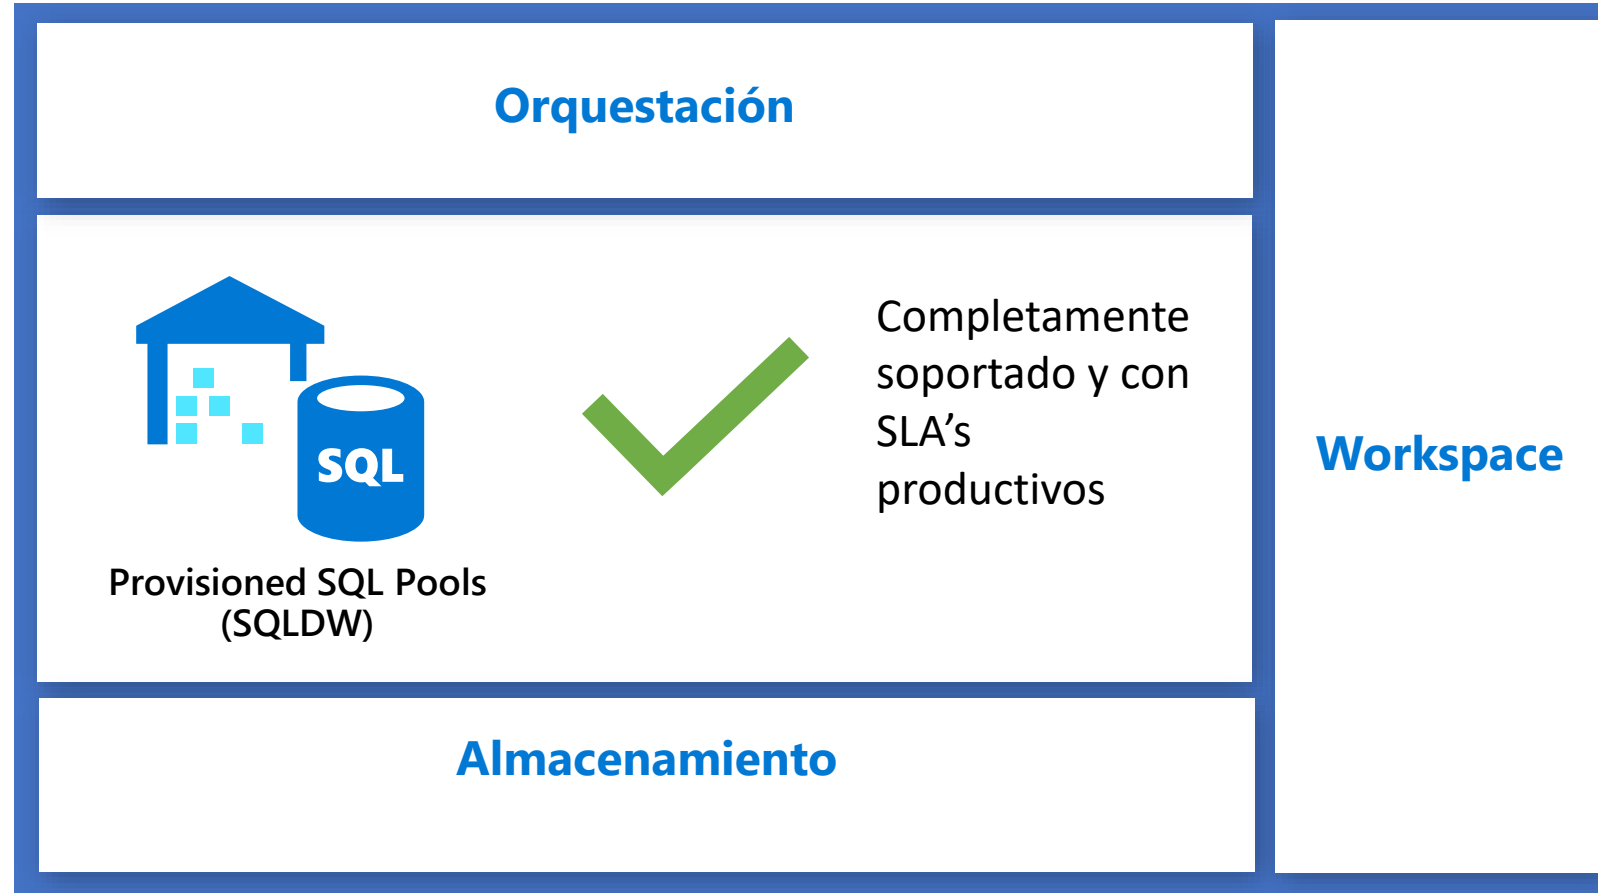 Orquestación
SQL
Provisioned SQL Pools
(SQLDW)
Completamente
soportado y con
SLA’s
productivos
Workspace
Almacenamiento